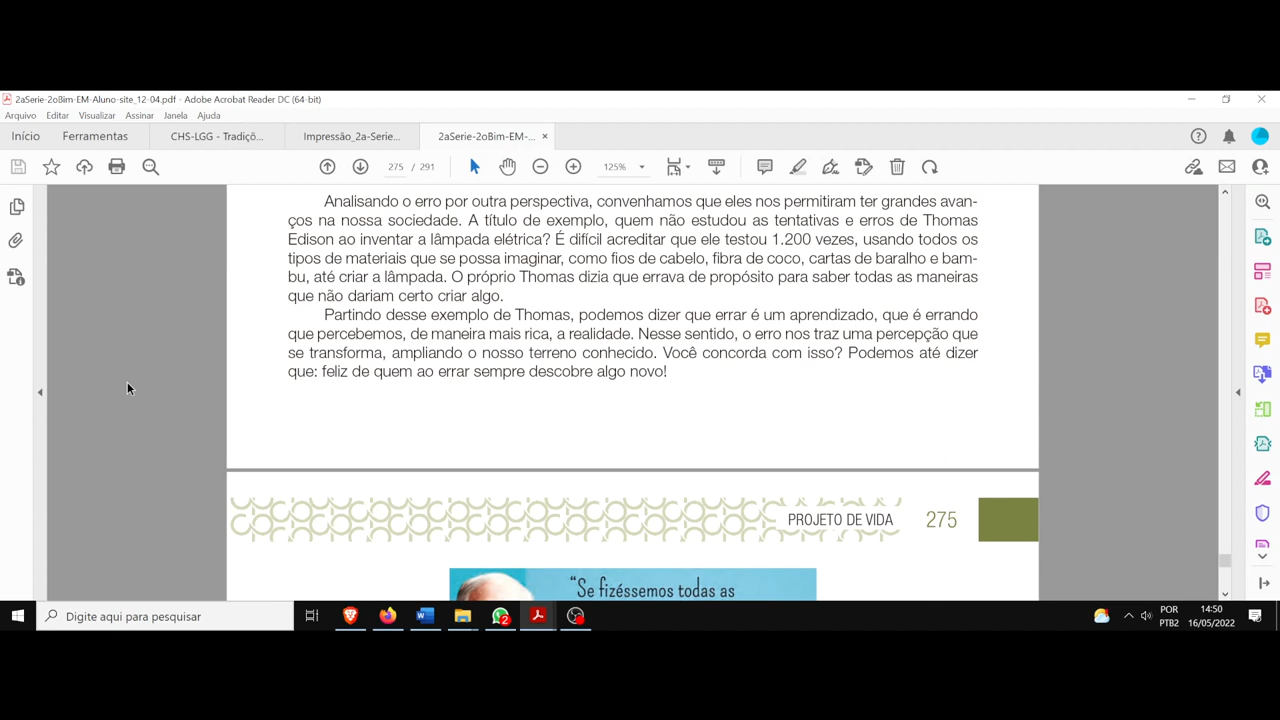 2aSerie-2oBim-EM-Aluno-site_12-04.pdf - Adobe Acrobat Reader DC (64-bit)
Arquivo Editar Visualizar Assinar Janela Ajuda
Início Ferramentas CHS-LGG - Tradiçõ... Impressão_2a-Serie... 2aSerie-2oBim-EM-... ×
275 / 291 125%
Analisando o erro por outra perspectiva, convenhamos que eles nos permitiram ter grandes avan-
ços na nossa sociedade. A título de exemplo, quem não estudou as tentativas e erros de Thomas
Edison ao inventar a lâmpada elétrica? É difícil acreditar que ele testou 1.200 vezes, usando todos os
tipos de materiais que se possa imaginar, como fios de cabelo, fibra de coco, cartas de baralho e bam-
bu, até criar a lâmpada. O próprio Thomas dizia que errava de propósito para saber todas as maneiras
que não dariam certo criar algo.
Partindo desse exemplo de Thomas, podemos dizer que errar é um aprendizado, que é errando
que percebemos, de maneira mais rica, a realidade. Nesse sentido, o erro nos traz uma percepção que
se transforma, ampliando o nosso terreno conhecido. Você concorda com isso? Podemos até dizer
que: feliz de quem ao errar sempre descobre algo novo!
PROJETO DE VIDA 275
“Se fizéssemos todas as
Digite aqui para pesquisar
2
POR 14:50
PTB2 16/05/2022